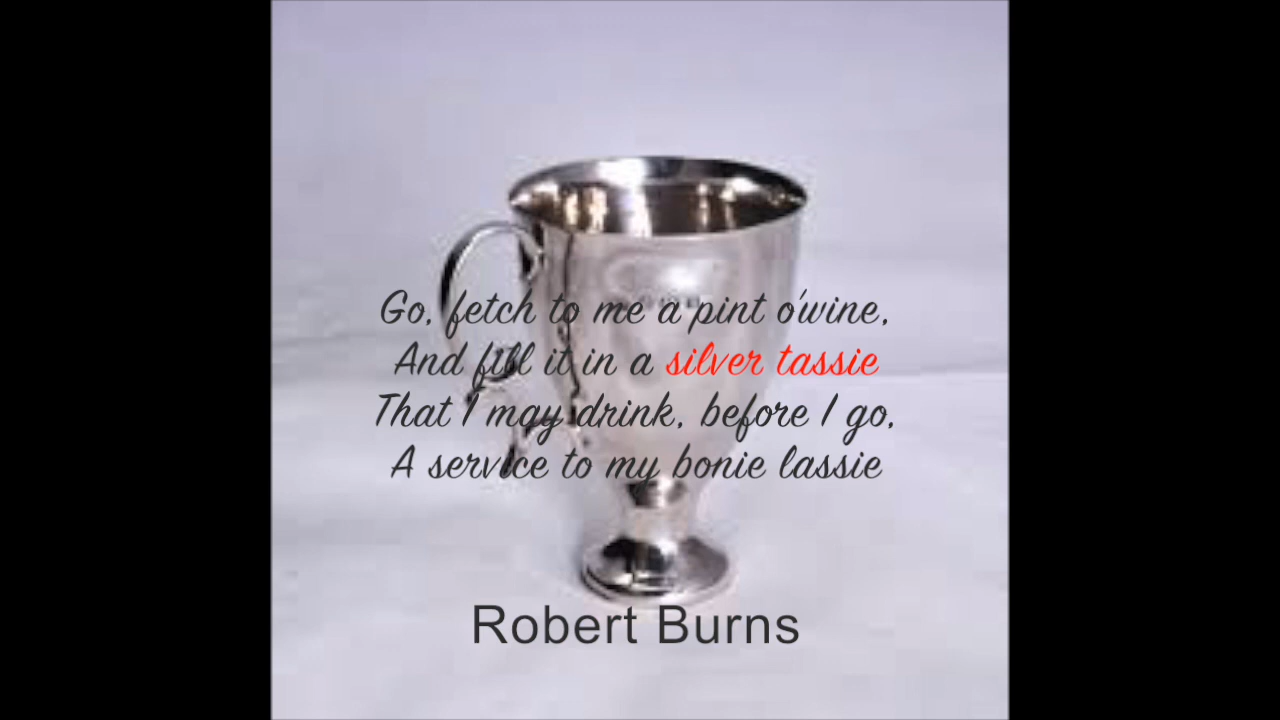 Go, fetch to me a pint o'wine,
And fill it in a silver tassie
That I may drink, before I go,
A service to my bonie lassie
Robert Burns